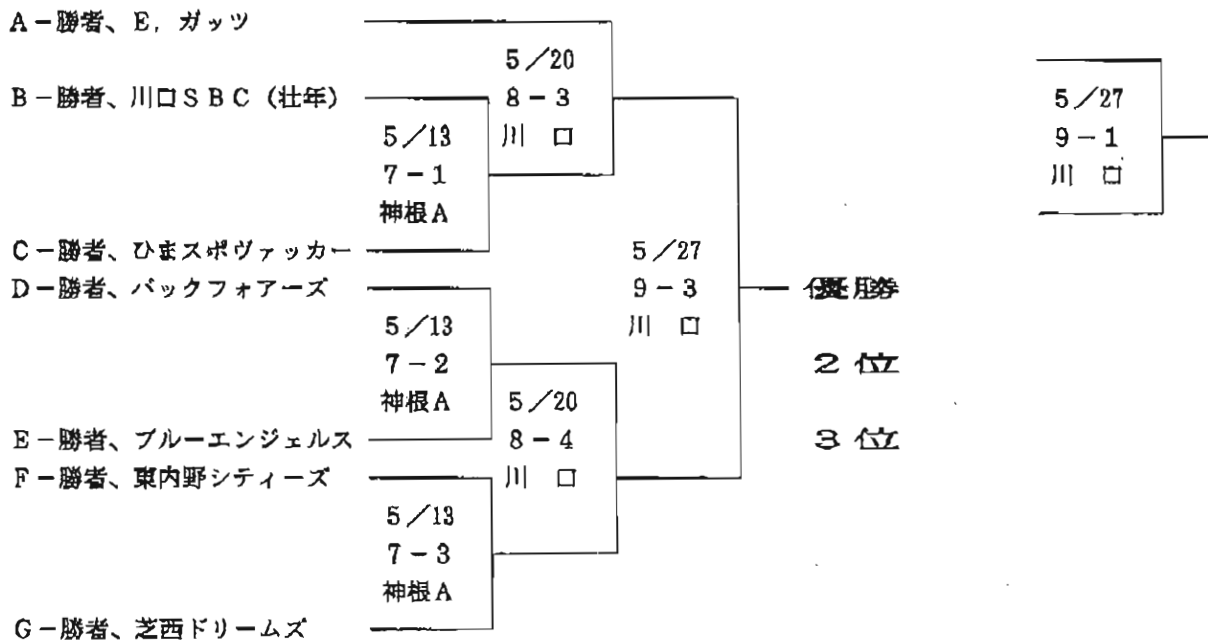 A－勝者、E, ガッツ
5／20
8－3
川　口
B－勝者、川口SBC（壮年）
5／13
7－1
神根A
C－勝者、ひまスポヴァッカー
D－勝者、バックフォアーズ
5／13
7－2
神根A
E－勝者、ブルーエンジェルス
F－勝者、東内野シティーズ
5／20
8－4
川　口
5／13
7－3
神根A
G－勝者、芝西ドリームズ
5／27
9－3
川　口
優勝
2位
3位
5／27
9－1
川　口